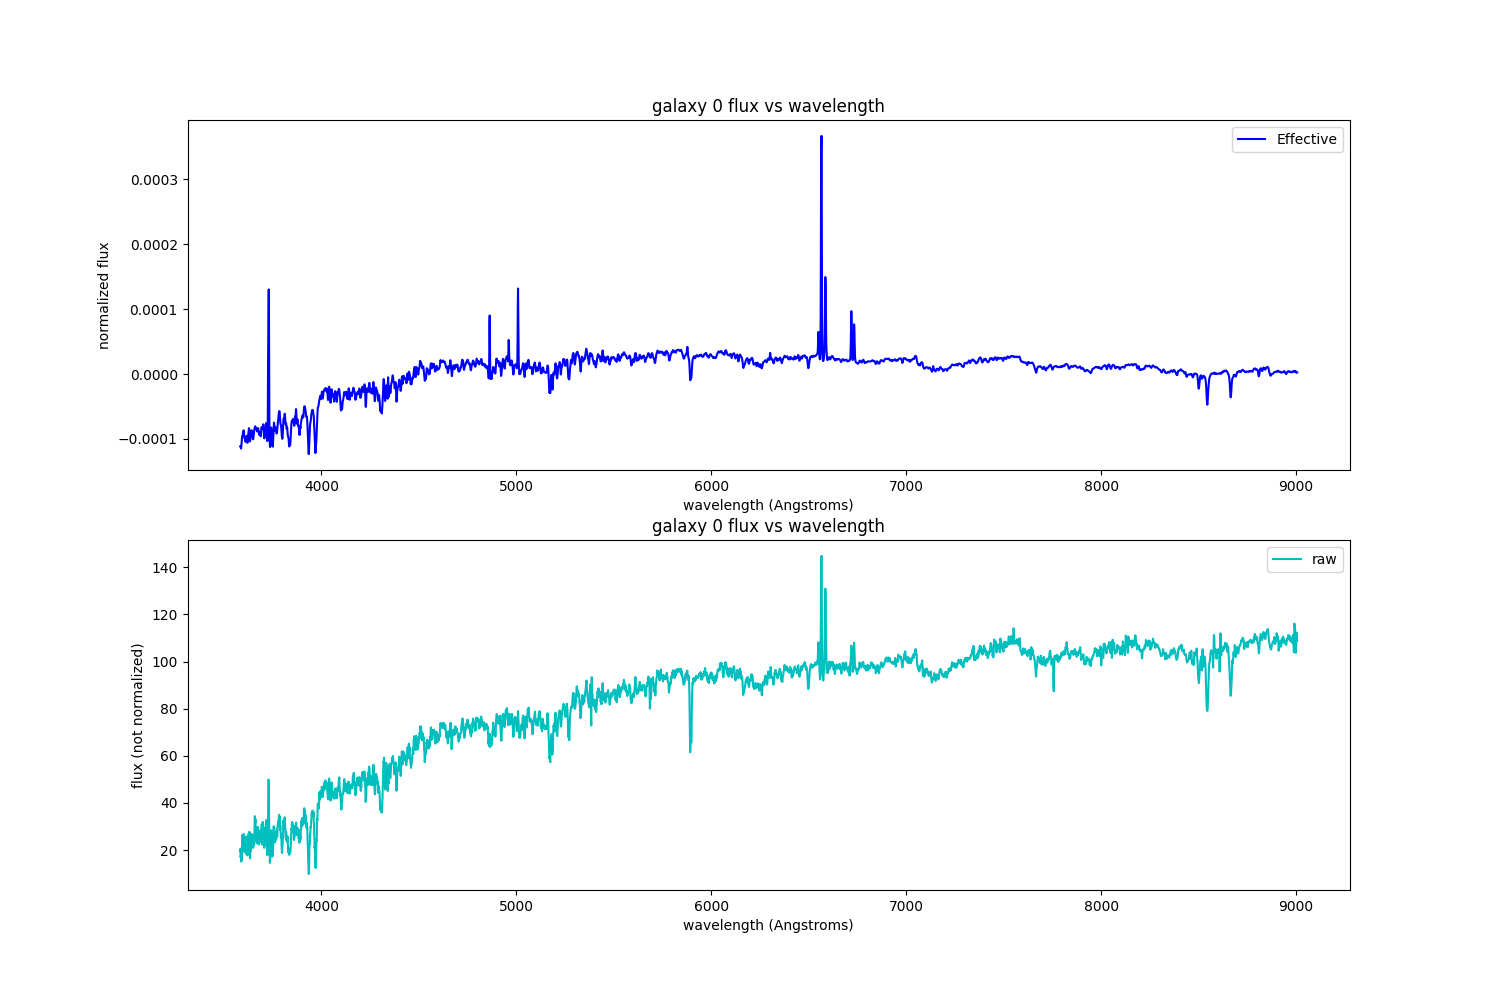 galaxy 0 flux vs wavelength
Effective
normalized flux
0.0003
0.0002
0.0001
0.0000
−0.0001
4000 5000 6000 7000 8000 9000
wavelength (Angstroms)
galaxy 0 flux vs wavelength
raw
flux (not normalized)
140
120
100
80
60
40
20
4000 5000 6000 7000 8000 9000
wavelength (Angstroms)